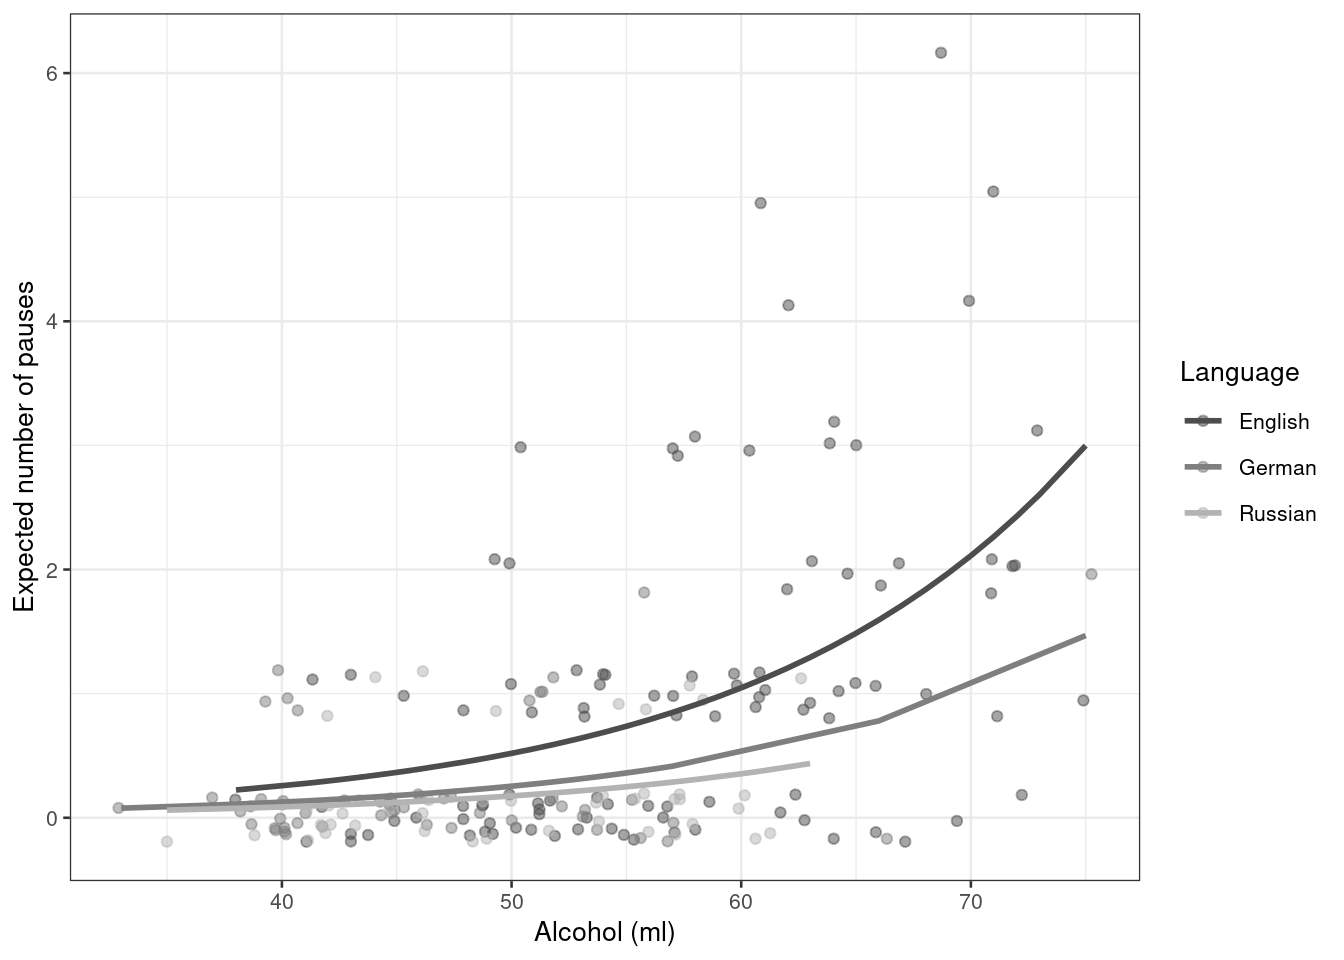 6
4
2
0
Expected number of pauses
40
50
60
70
Alcohol (ml)
Language
English
German
Russian